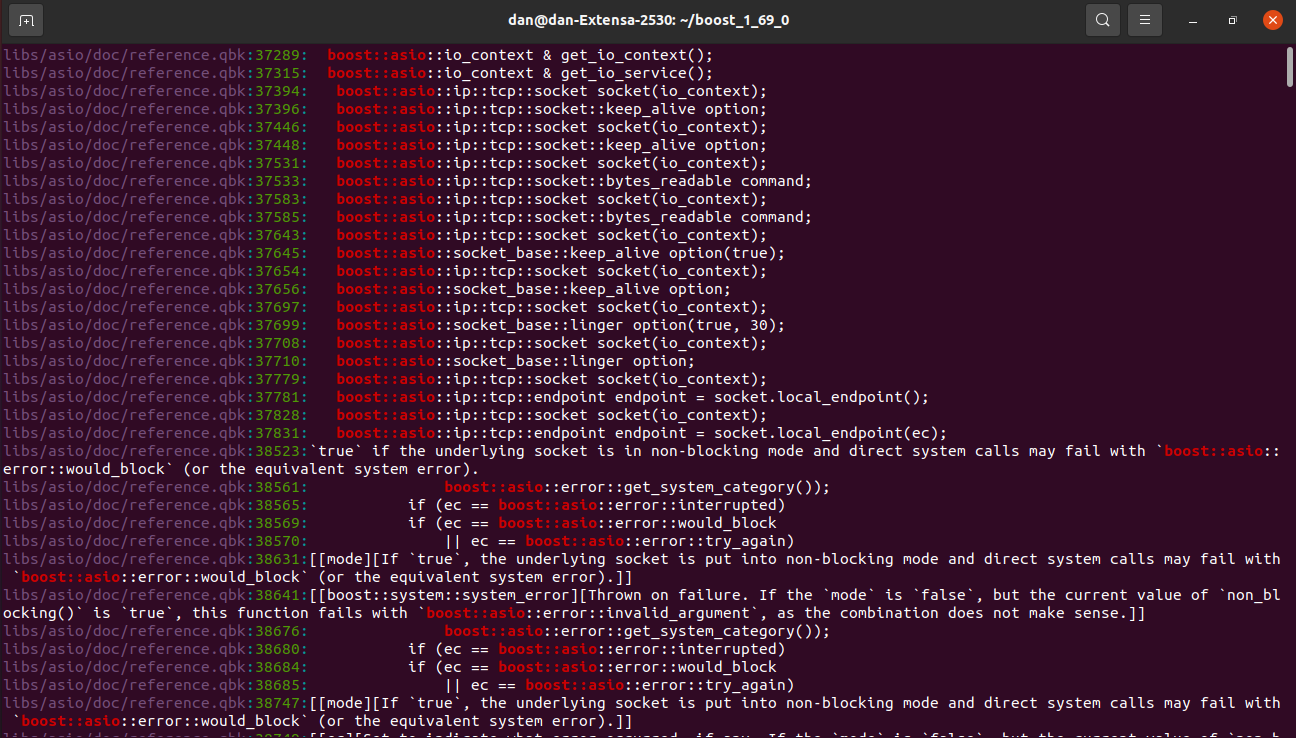 dan@dan-Extensa-2530: ~/boost_1_69_0
libs/asio/doc/reference.qbk:37289:  boost::asio::io_context & get_io_context();
libs/asio/doc/reference.qbk:37315:  boost::asio::io_context & get_io_service();
libs/asio/doc/reference.qbk:37394:   boost::asio::ip::tcp::socket socket(io_context);
libs/asio/doc/reference.qbk:37396:   boost::asio::ip::tcp::socket::keep_alive option;
libs/asio/doc/reference.qbk:37446:   boost::asio::ip::tcp::socket socket(io_context);
libs/asio/doc/reference.qbk:37448:   boost::asio::ip::tcp::socket::keep_alive option;
libs/asio/doc/reference.qbk:37531:   boost::asio::ip::tcp::socket socket(io_context);
libs/asio/doc/reference.qbk:37533:   boost::asio::ip::tcp::socket::bytes_readable command;
libs/asio/doc/reference.qbk:37583:   boost::asio::ip::tcp::socket socket(io_context);
libs/asio/doc/reference.qbk:37585:   boost::asio::ip::tcp::socket::bytes_readable command;
libs/asio/doc/reference.qbk:37643:   boost::asio::ip::tcp::socket socket(io_context);
libs/asio/doc/reference.qbk:37645:   boost::asio::socket_base::keep_alive option(true);
libs/asio/doc/reference.qbk:37654:   boost::asio::ip::tcp::socket socket(io_context);
libs/asio/doc/reference.qbk:37656:   boost::asio::socket_base::keep_alive option;
libs/asio/doc/reference.qbk:37697:   boost::asio::ip::tcp::socket socket(io_context);
libs/asio/doc/reference.qbk:37699:   boost::asio::socket_base::linger option(true, 30);
libs/asio/doc/reference.qbk:37708:   boost::asio::ip::tcp::socket socket(io_context);
libs/asio/doc/reference.qbk:37710:   boost::asio::socket_base::linger option;
libs/asio/doc/reference.qbk:37779:   boost::asio::ip::tcp::socket socket(io_context);
libs/asio/doc/reference.qbk:37781:   boost::asio::ip::tcp::endpoint endpoint = socket.local_endpoint();
libs/asio/doc/reference.qbk:37828:   boost::asio::ip::tcp::socket socket(io_context);
libs/asio/doc/reference.qbk:37831:   boost::asio::ip::tcp::endpoint endpoint = socket.local_endpoint(ec);
libs/asio/doc/reference.qbk:38523:`true` if the underlying socket is in non-blocking mode and direct system calls may fail with `boost::asio::
error::would_block` (or the equivalent system error).
libs/asio/doc/reference.qbk:38561:               boost::asio::error::get_system_category());
libs/asio/doc/reference.qbk:38565:           if (ec == boost::asio::error::interrupted)
libs/asio/doc/reference.qbk:38569:           if (ec == boost::asio::error::would_block
libs/asio/doc/reference.qbk:38570:               || ec == boost::asio::error::try_again)
libs/asio/doc/reference.qbk:38631:[[mode][If `true`, the underlying socket is put into non-blocking mode and direct system calls may fail with
 `boost::asio::error::would_block` (or the equivalent system error).]]
libs/asio/doc/reference.qbk:38641:[[boost::system::system_error][Thrown on failure. If the `mode` is `false`, but the current value of `non_bl
ocking()` is `true`, this function fails with `boost::asio::error::invalid_argument`, as the combination does not make sense.]]
libs/asio/doc/reference.qbk:38676:               boost::asio::error::get_system_category());
libs/asio/doc/reference.qbk:38680:           if (ec == boost::asio::error::interrupted)
libs/asio/doc/reference.qbk:38684:           if (ec == boost::asio::error::would_block
libs/asio/doc/reference.qbk:38685:               || ec == boost::asio::error::try_again)
libs/asio/doc/reference.qbk:38747:[[mode][If `true`, the underlying socket is put into non-blocking mode and direct system calls may fail with
 `boost::asio::error::would_block` (or the equivalent system error).]]